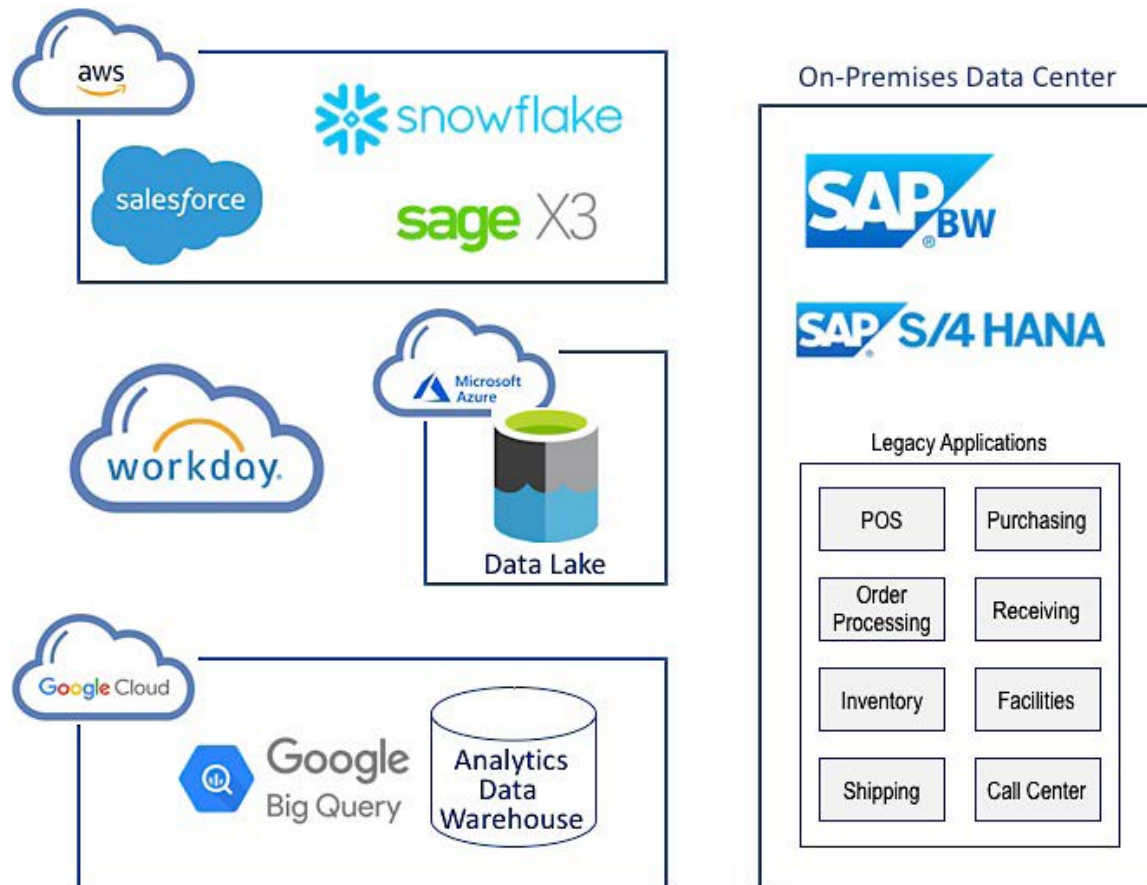 aws
snowflake
salesforce
sage X3
Microsoft
Azure
workday.
Data Lake
Google Cloud
Google
Big Query
Analytics
Data
Warehouse
On-Premises Data Center
SAP BW
®
SAP S/4 HANA
®
Legacy Applications
POS
Purchasing
Order
Processing
Receiving
Inventory
Facilities
Shipping
Call Center